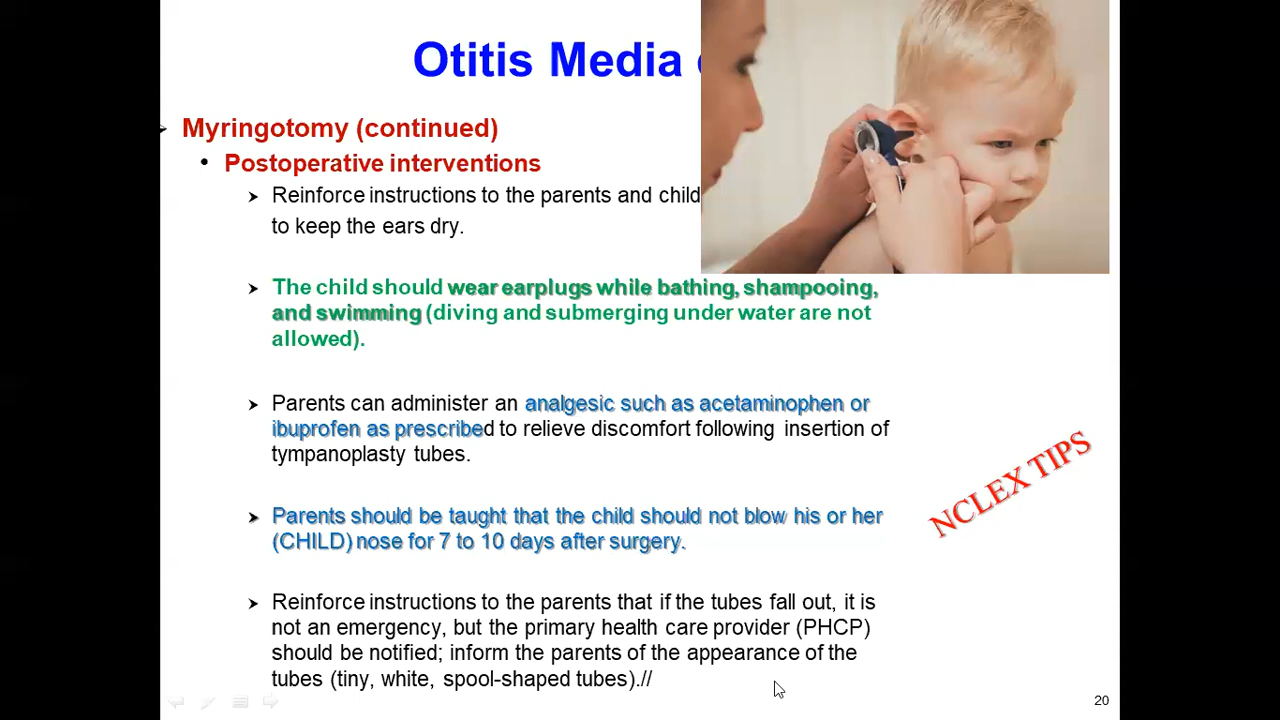 Otitis Media
Myringotomy (continued)
Postoperative interventions
Reinforce instructions to the parents and child
to keep the ears dry.
The child should wear earplugs while bathing, shampooing,
and swimming (diving and submerging under water are not
allowed).
Parents can administer an analgesic such as acetaminophen or
ibuprofen as prescribed to relieve discomfort following insertion of
tympanoplasty tubes.
NCLEX TIPS
Parents should be taught that the child should not blow his or her
(CHILD) nose for 7 to 10 days after surgery.
Reinforce instructions to the parents that if the tubes fall out, it is
not an emergency, but the primary health care provider (PHCP)
should be notified; inform the parents of the appearance of the
tubes (tiny, white, spool-shaped tubes).//
20